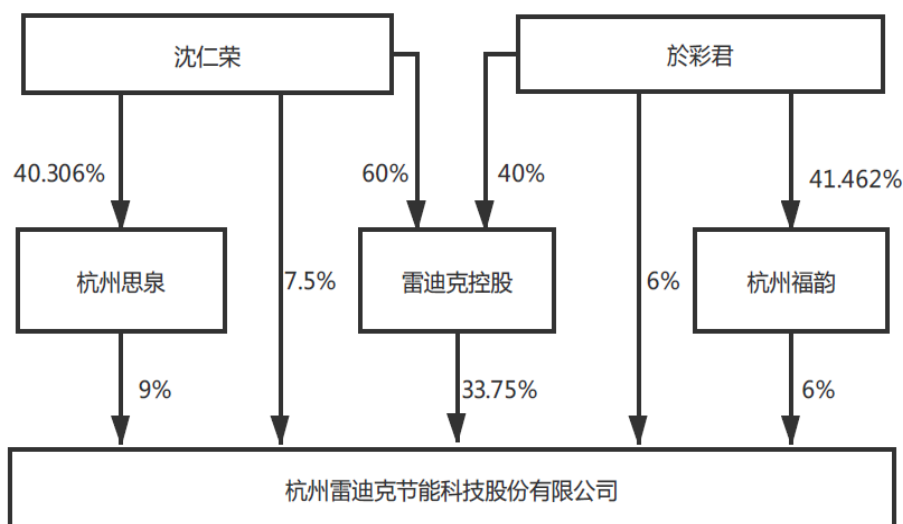 沈仁荣
於彩君
40.306%
60%
40%
41.462%
杭州思泉
7.5%
雷迪克控股
6%
杭州福韵
9%
33.75%
6%
杭州雷迪克节能科技股份有限公司